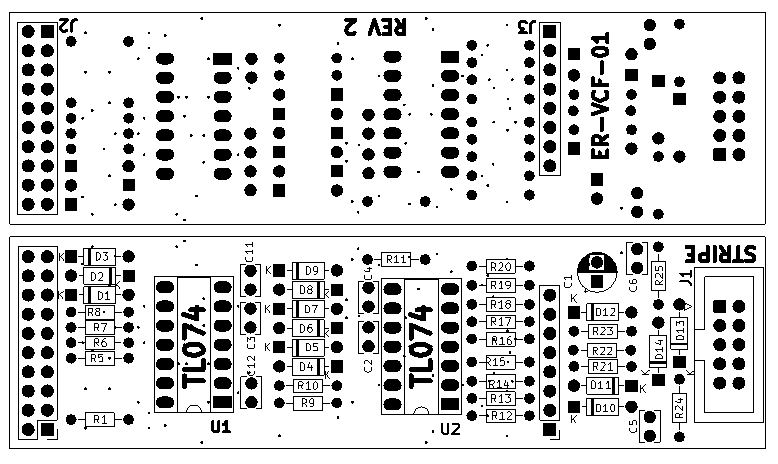 J2
REV 2
J3
ER-VCF-01
STRIPE
J1
D3
K
D2
K
D1
K
R8
R7
R6
R5
R1
TL074
U1
C11
C3
C12
D9
K
D8
K
D7
K
D6
K
D5
K
D4
K
R10
R9
R11
C4
C2
TL074
U2
R20
R19
R18
R17
R16
R15
R14
R13
R12
C1
K
D12
R23
R22
R21
D11
K
D10
K
C6
R25
D14
K
D13
K
R24
C5